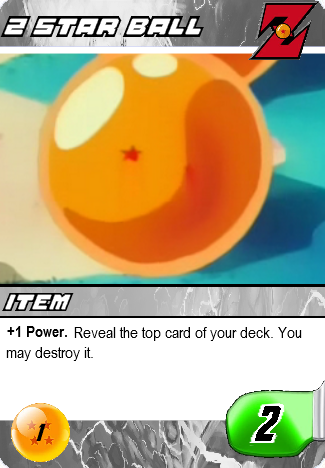 2 STAR BALL
ITEM
+1 Power. Reveal the top card of your deck. You
may destroy it.
1
2